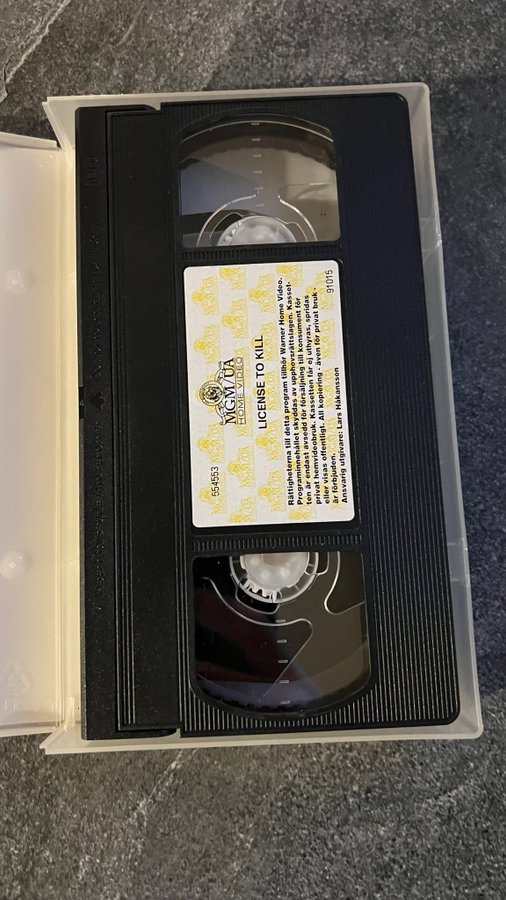 554553
MGM/UA
HOME VIDEO
LICENSE TO KILL
Rättigheterna till detta program tillhör Warner Home Video.
Programinnehållet skyddas av upphovsrättslagen. Kasset-
ten är endast avsedd för försäljning till konsument för
privat hemvideobruk. Kassetten får ej uthyras, spridas
eller visas offentligt. All kopiering - även för privat bruk -
är förbjuden.
Ansvarig utgivare: Lars Håkansson
91015